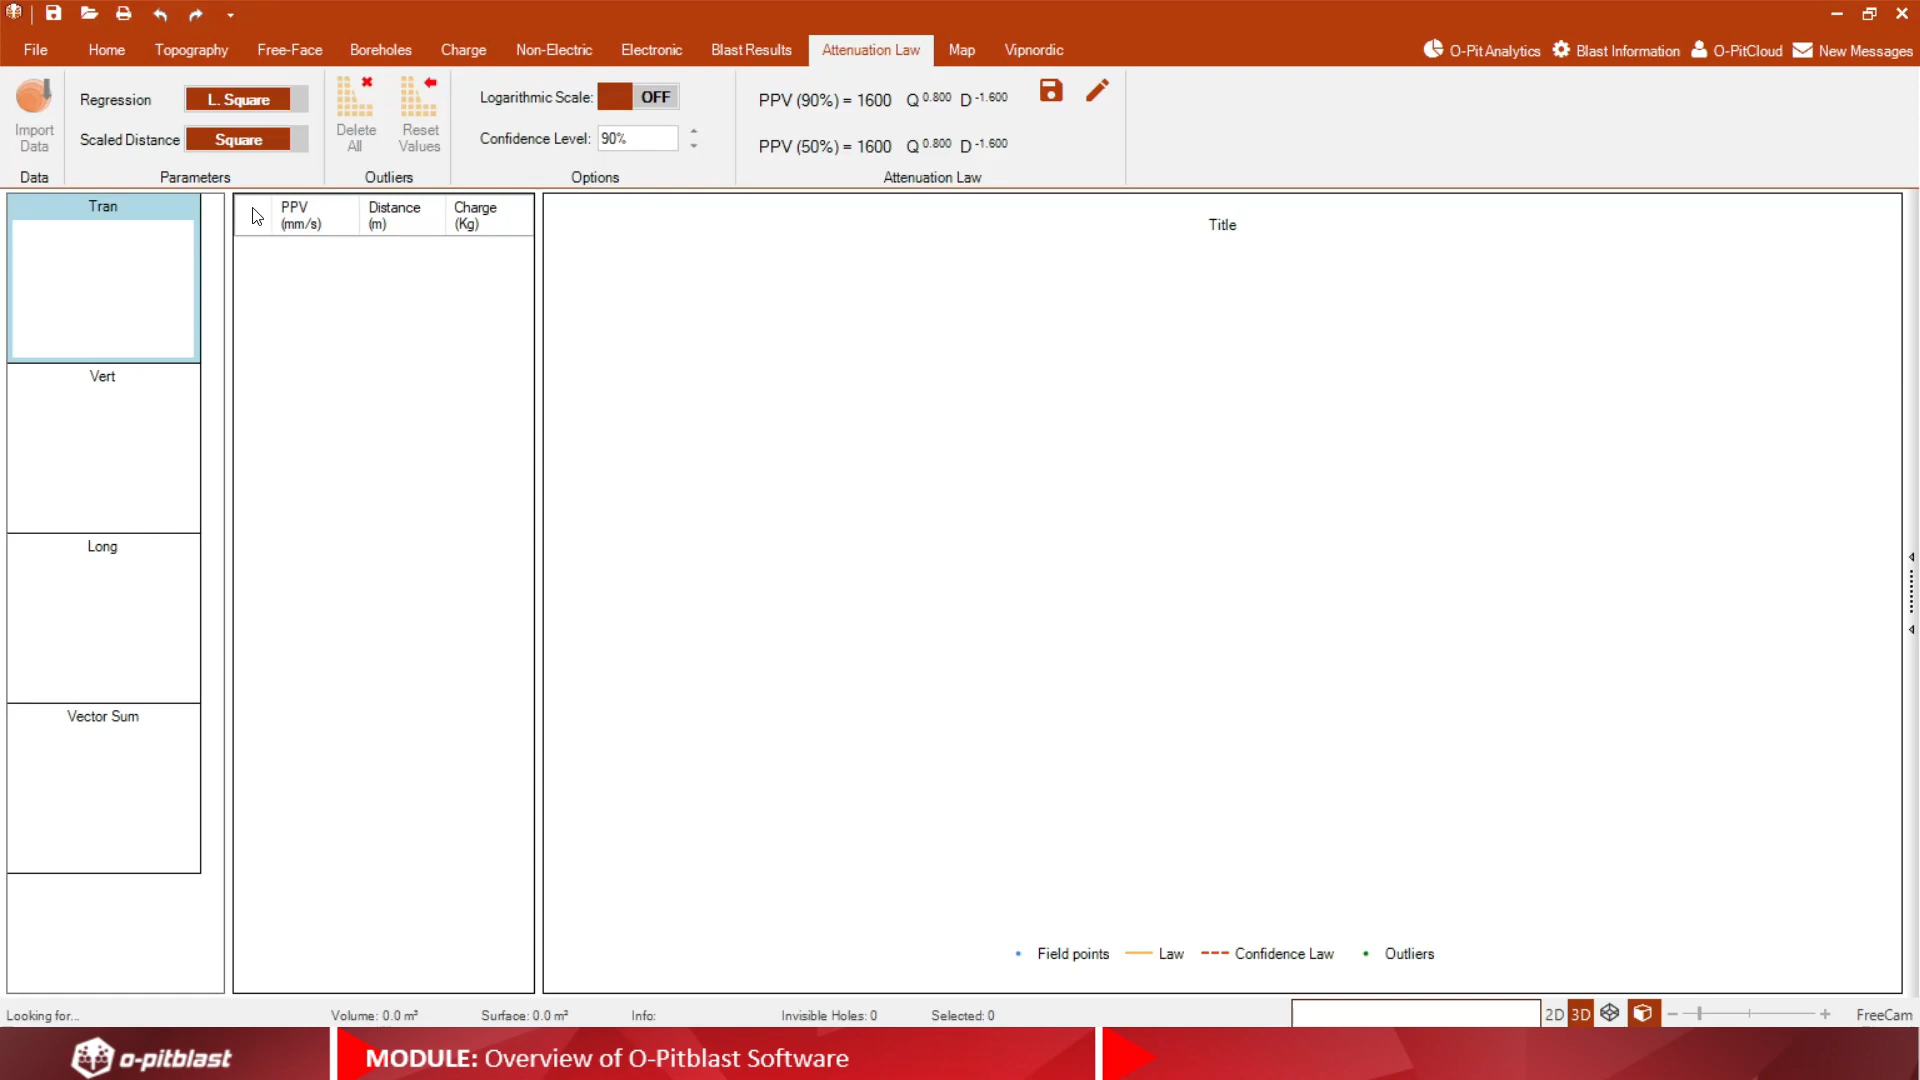 File Home Topography Free-Face Boreholes Charge Non-Electric Electronic Blast Results Attenuation Law Map Vipnordic O-Pit Analytics Blast Information O-PitCloud New Messages
Import Data
Data
Regression L. Square
Scaled Distance Square
Parameters
Delete All
Reset Values
Outliers
Logarithmic Scale: OFF
Confidence Level: 90%
Options
PPV (90%) = 1600 Q 0.800 D -1.600
PPV (50%) = 1600 Q 0.800 D -1.600
Attenuation Law
Tran
Vert
Long
Vector Sum
PPV (mm/s)
Distance (m)
Charge (Kg)
Title
Field points Law Confidence Law Outliers
Looking for... Volume: 0.0 m³ Surface: 0.0 m² Info: Invisible Holes: 0 Selected: 0 2D 3D FreeCam
o-pitblast
MODULE: Overview of O-Pitblast Software